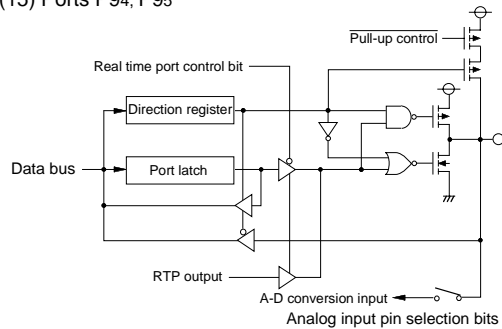 (15) Ports P94, P95
Pull-up control
Real time port control bit
Direction register
Data bus
Port latch
RTP output
A-D conversion input
Analog input pin selection bits